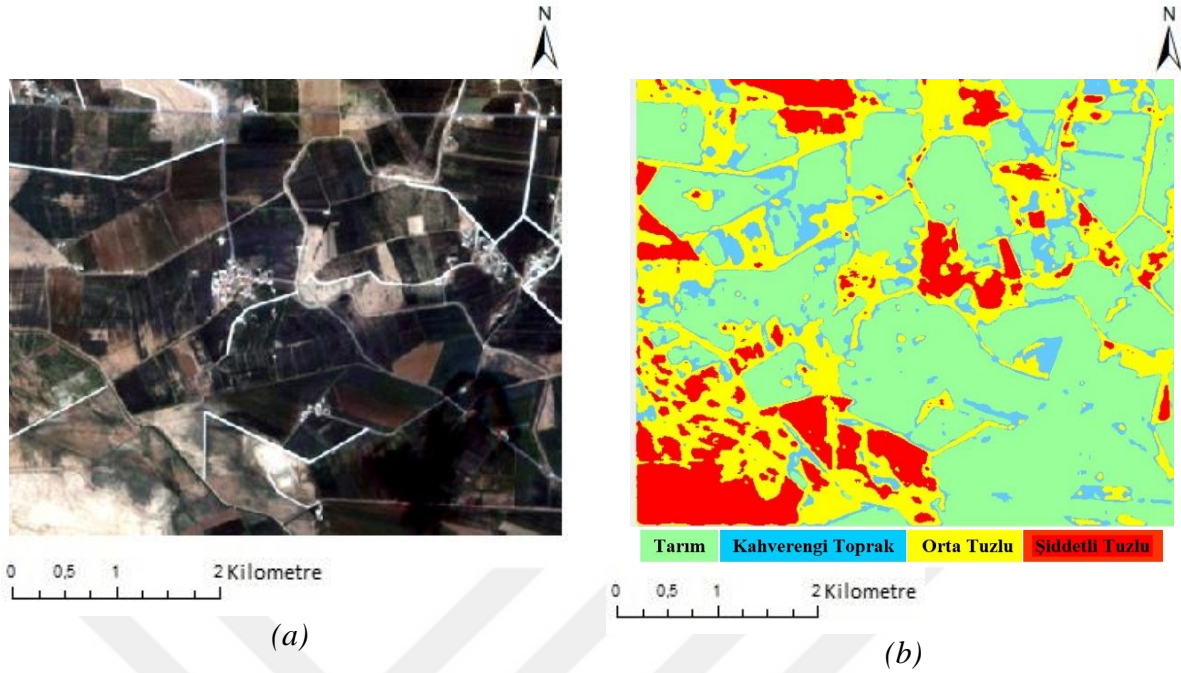 N
N
Tarım Kahverengi Toprak Orta Tuzlu Şiddetli Tuzlu
0 0,5 1 2 Kilometre
0 0,5 1 2 Kilometre
(a)
(b)